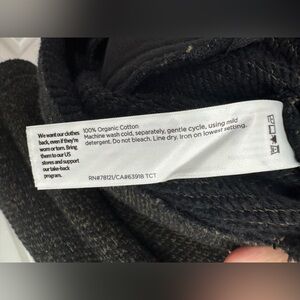 We want our clothes
back, even if they're
worn or torn. Bring
them to our US
stores and support
our take-back
program.
100% Organic Cotton
Machine wash cold, separately, gentle cycle, using mild
detergent. Do not bleach. Line dry. Iron on lowest setting.
RN#78121/CA#63918 TCT